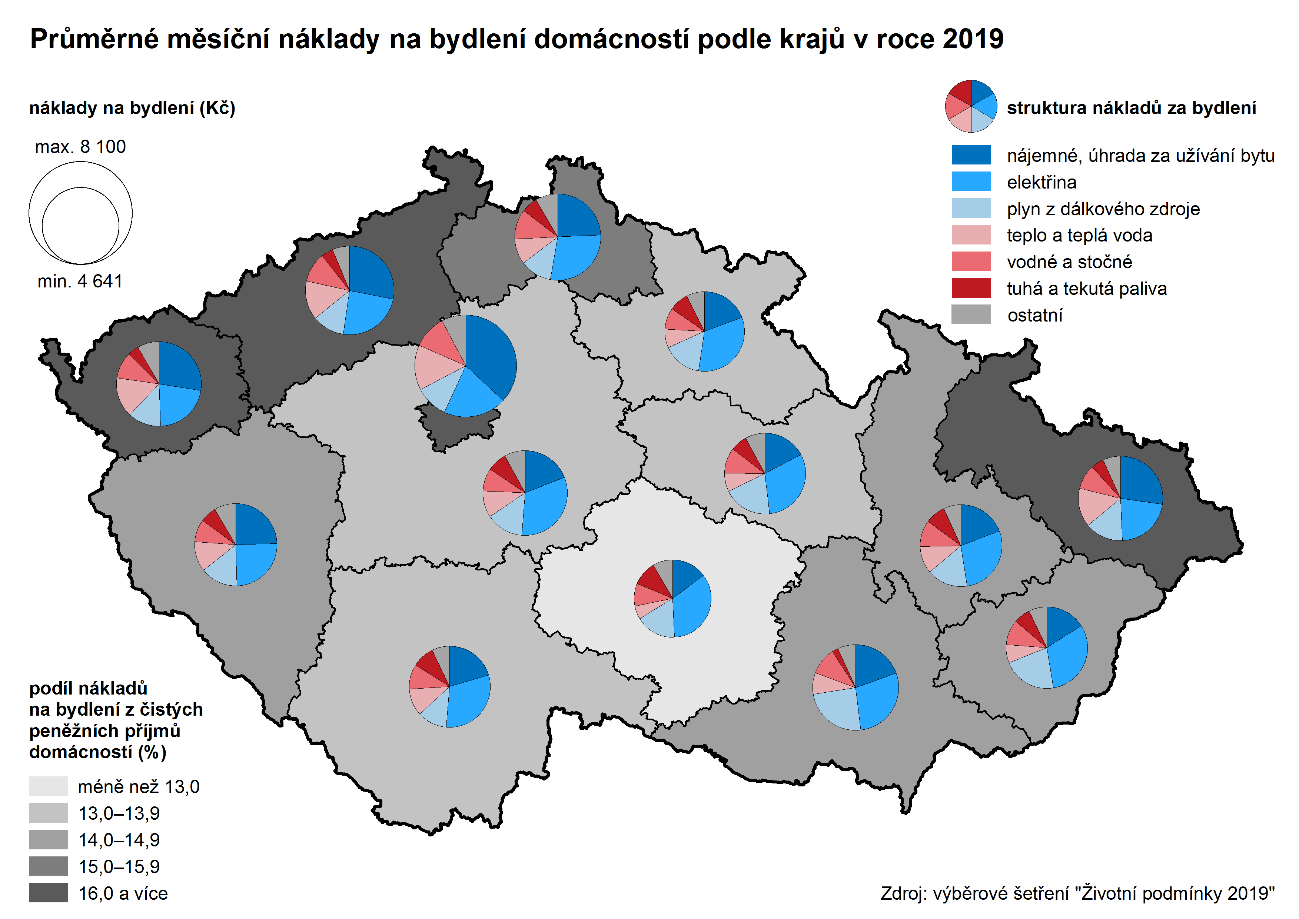 Průměrné měsíční náklady na bydlení domácností podle krajů v roce 2019
náklady na bydlení (Kč)
max. 8 100
min. 4 641
struktura nákladů za bydlení
nájemné, úhrada za užívání bytu
elektřina
plyn z dálkového zdroje
teplo a teplá voda
vodné a stočné
tuhá a tekutá paliva
ostatní
podíl nákladů
na bydlení z čistých
peněžních příjmů
domácností (%)
méně než 13,0
13,0–13,9
14,0–14,9
15,0–15,9
16,0 a více
Zdroj: výběrové šetření "Životní podmínky 2019"